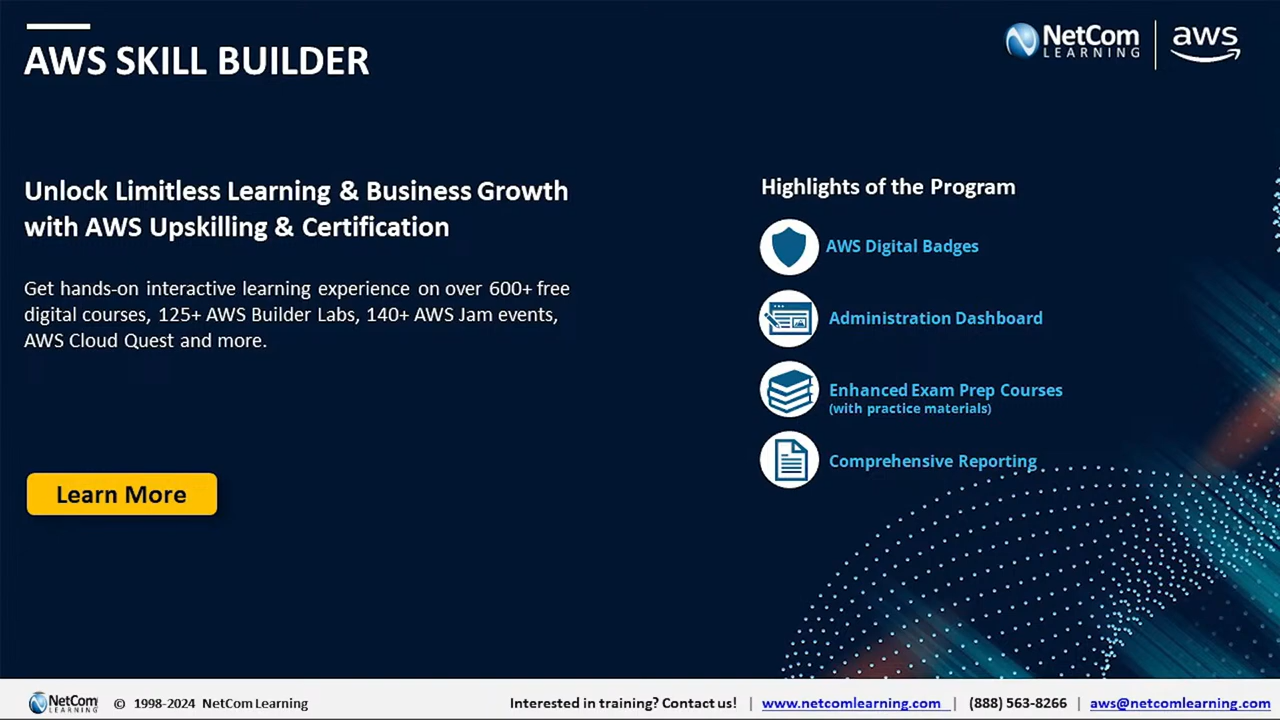 AWS SKILL BUILDER
NetCom
LEARNING
aws
Unlock Limitless Learning & Business Growth
with AWS Upskilling & Certification
Get hands-on interactive learning experience on over 600+ free
digital courses, 125+ AWS Builder Labs, 140+ AWS Jam events,
AWS Cloud Quest and more.
Learn More
Highlights of the Program
AWS Digital Badges
Administration Dashboard
Enhanced Exam Prep Courses
(with practice materials)
Comprehensive Reporting
NetCom
LEARNING
© 1998-2024 NetCom Learning
Interested in training? Contact us! | www.netcomlearning.com | (888) 563-8266 | aws@netcomlearning.com